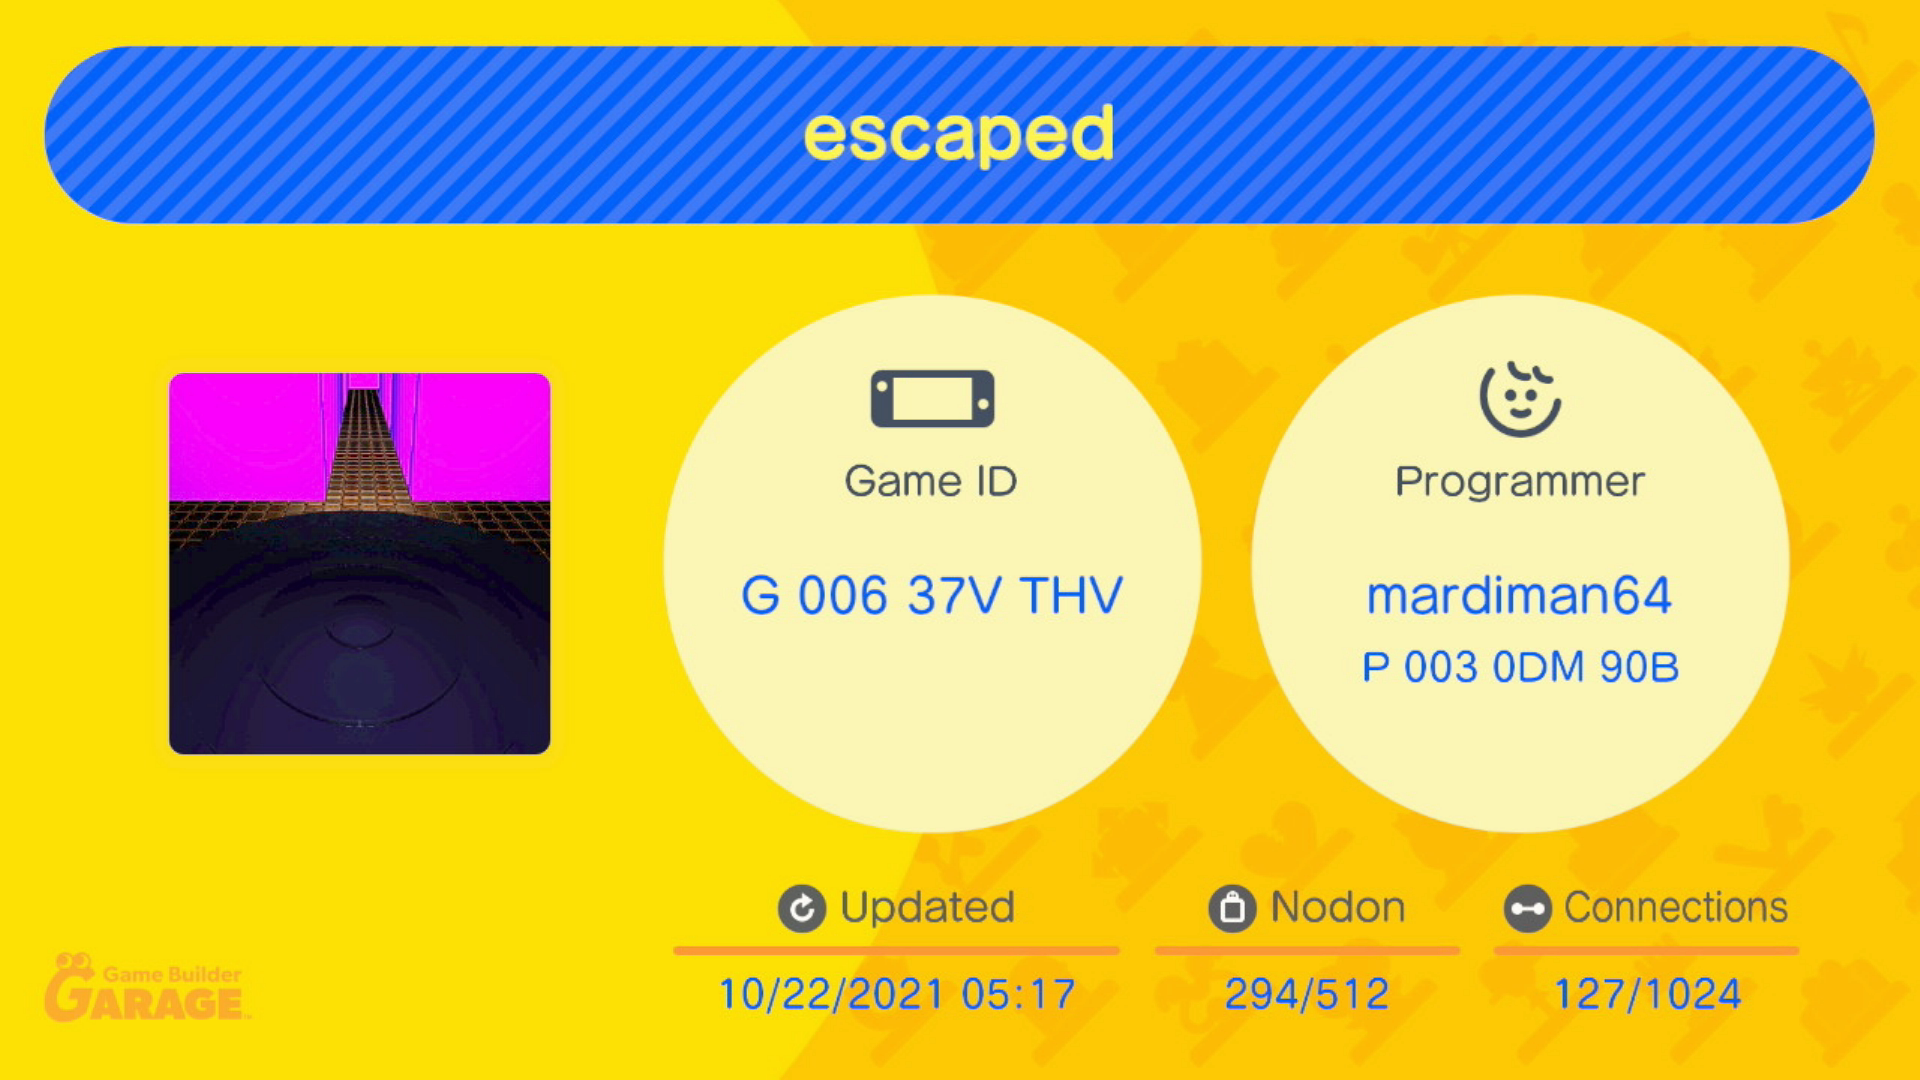 escaped
Game ID
G 006 37V THV
Programmer
mardiman64
P 003 0DM 90B
Updated
10/22/2021 05:17
Nodon
294/512
Connections
127/1024
Game Builder
GARAGE